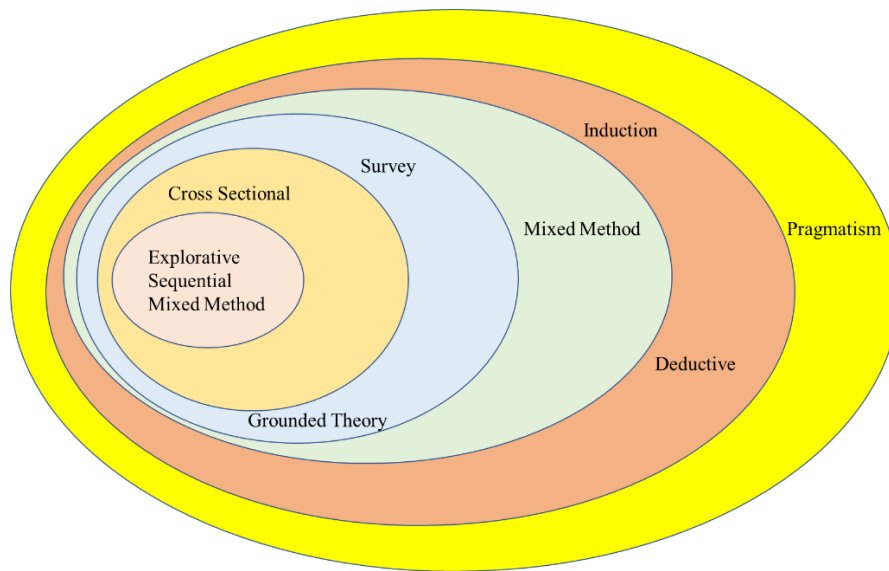 Induction
Survey
Cross Sectional
Mixed Method
Pragmatism
Explorative
Sequential
Mixed Method
Deductive
Grounded Theory